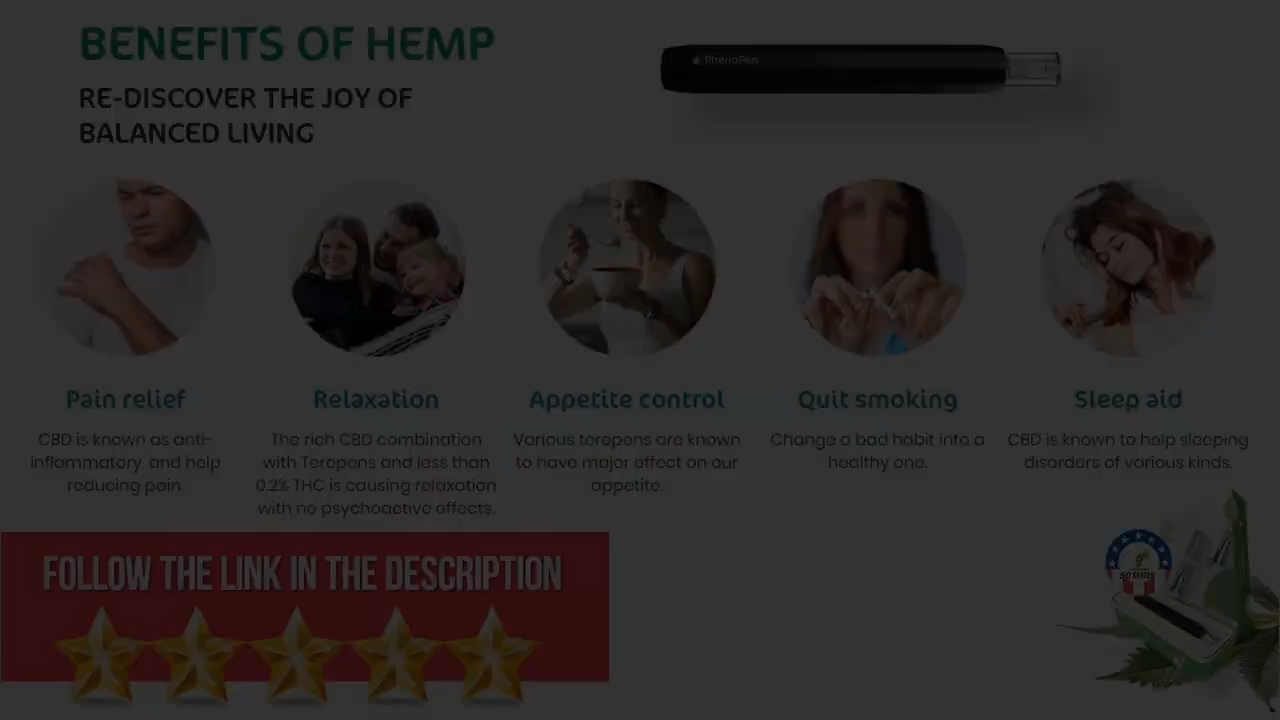 BENEFITS OF HEMP
RE-DISCOVER THE JOY OF
BALANCED LIVING
PhenoPen
Pain relief
CBD is known as anti-
inflammatory, and help
reducing pain.
Relaxation
The rich CBD combination
with Terepens and less than
0.2% THC is causing relaxation
with no psychoactive effects.
Appetite control
Various terepens are known
to have major effect on our
appetite.
Quit smoking
Change a bad habit into a
healthy one.
Sleep aid
CBD is known to help sleeping
disorders of various kinds.
FOLLOW THE LINK IN THE DESCRIPTION
50 STATES